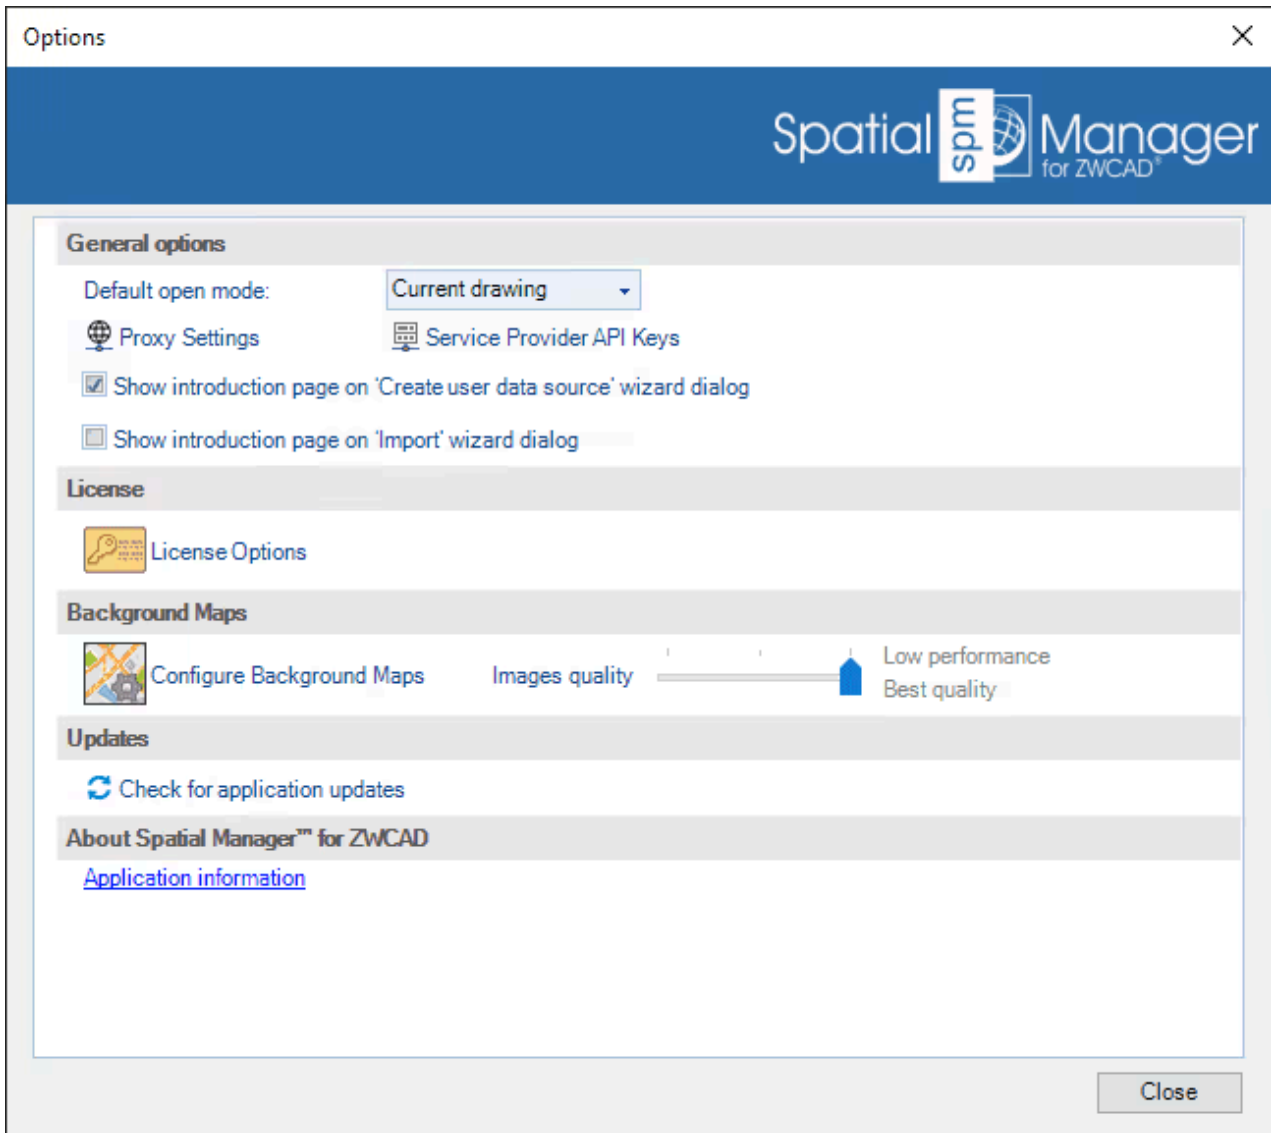 Options
Spatial spm Manager
for ZWCAD®
General options
Default open mode: Current drawing
Proxy Settings Service Provider API Keys
Show introduction page on 'Create user data source' wizard dialog
Show introduction page on 'Import' wizard dialog
License
License Options
Background Maps
Low performance
Configure Background Maps Images quality
Best quality
Updates
Check for application updates
About Spatial Manager™ for ZWCAD
Application information
Close